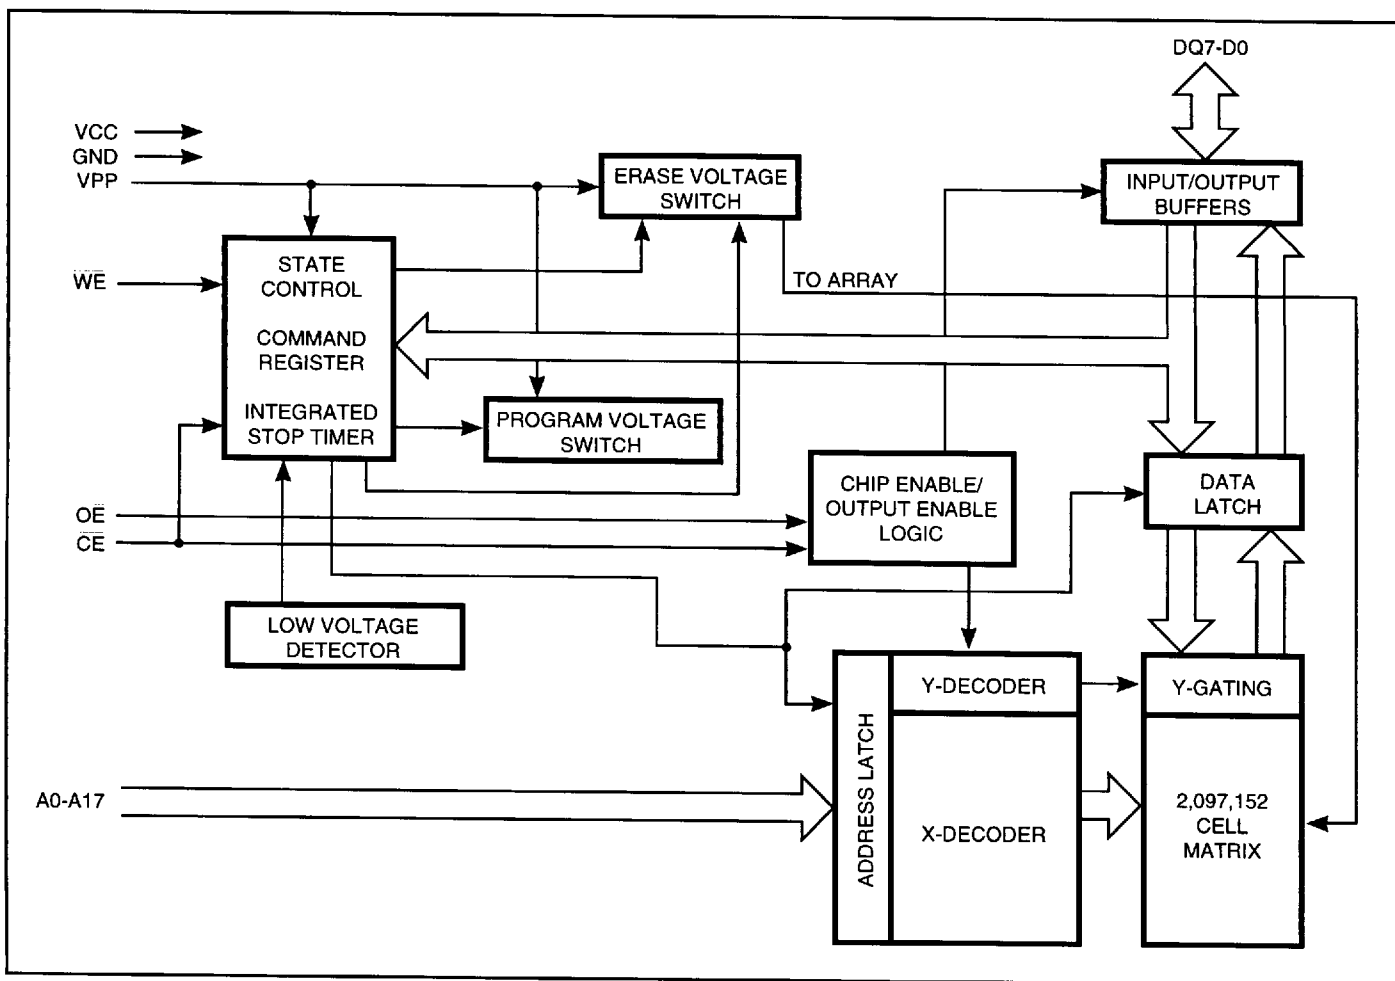 DQ7-D0
VCC
GND
VPP
ERASE VOLTAGE
SWITCH
INPUT/OUTPUT
BUFFERS
WE
STATE
CONTROL
COMMAND
REGISTER
INTEGRATED
STOP TIMER
TO ARRAY
PROGRAM VOLTAGE
SWITCH
CHIP ENABLE/
OUTPUT ENABLE
LOGIC
DATA
LATCH
OE
CE
LOW VOLTAGE
DETECTOR
ADDRESS LATCH
Y-DECODER
Y-GATING
A0-A17
X-DECODER
2,097,152
CELL
MATRIX